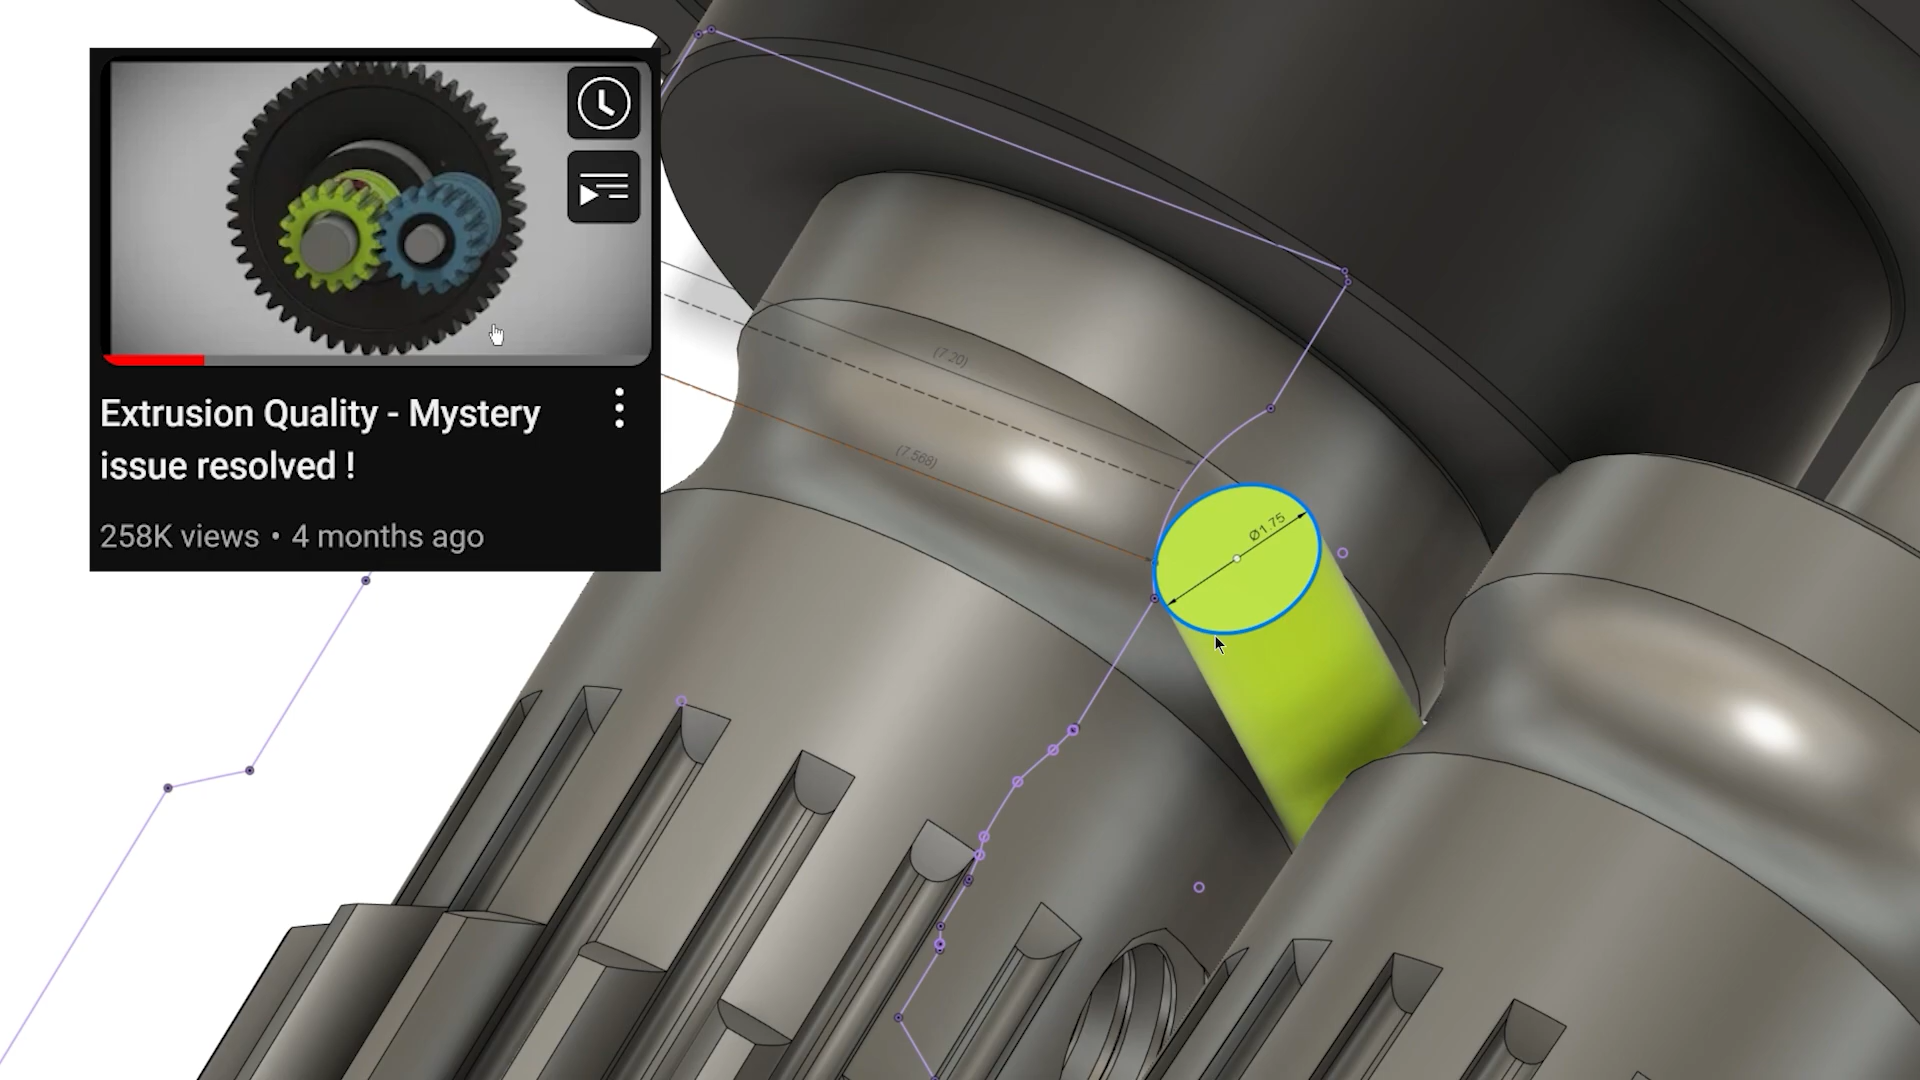 Extrusion Quality - Mystery
issue resolved !
258K views • 4 months ago
(7.20)
(7.568)
Ø1.75